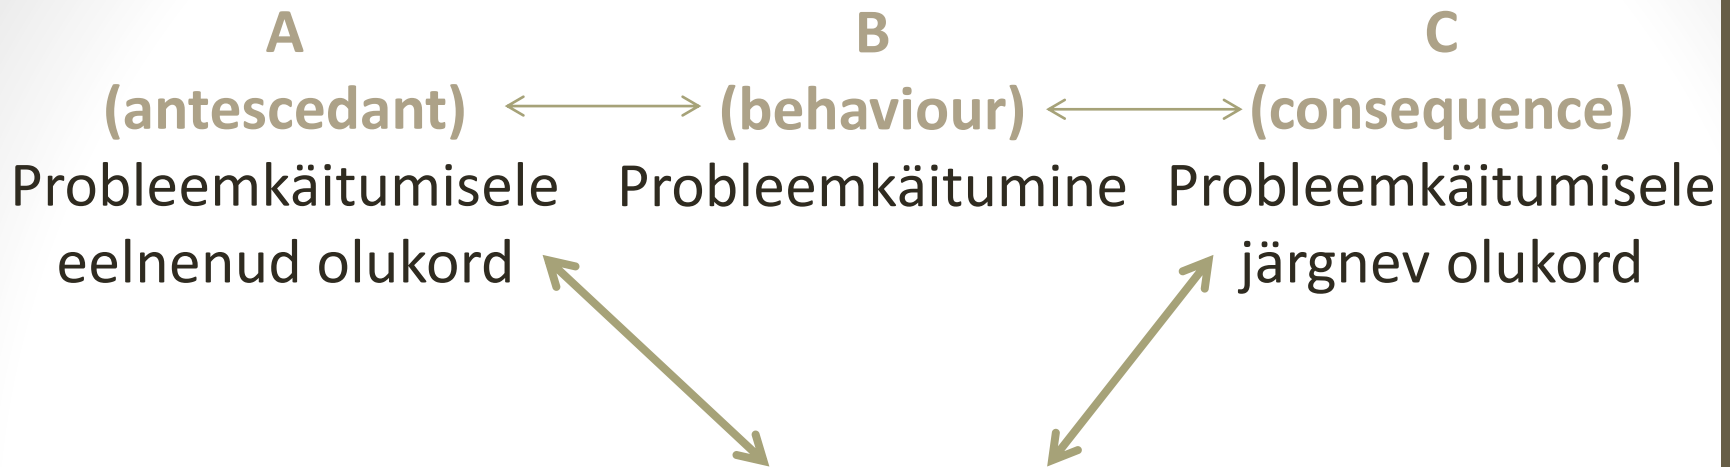 A
(antescedant)
Probleemkäitumisele
eelnenud olukord
B
(behaviour)
Probleemkäitumine
C
(consequence)
Probleemkäitumisele
järgnev olukord